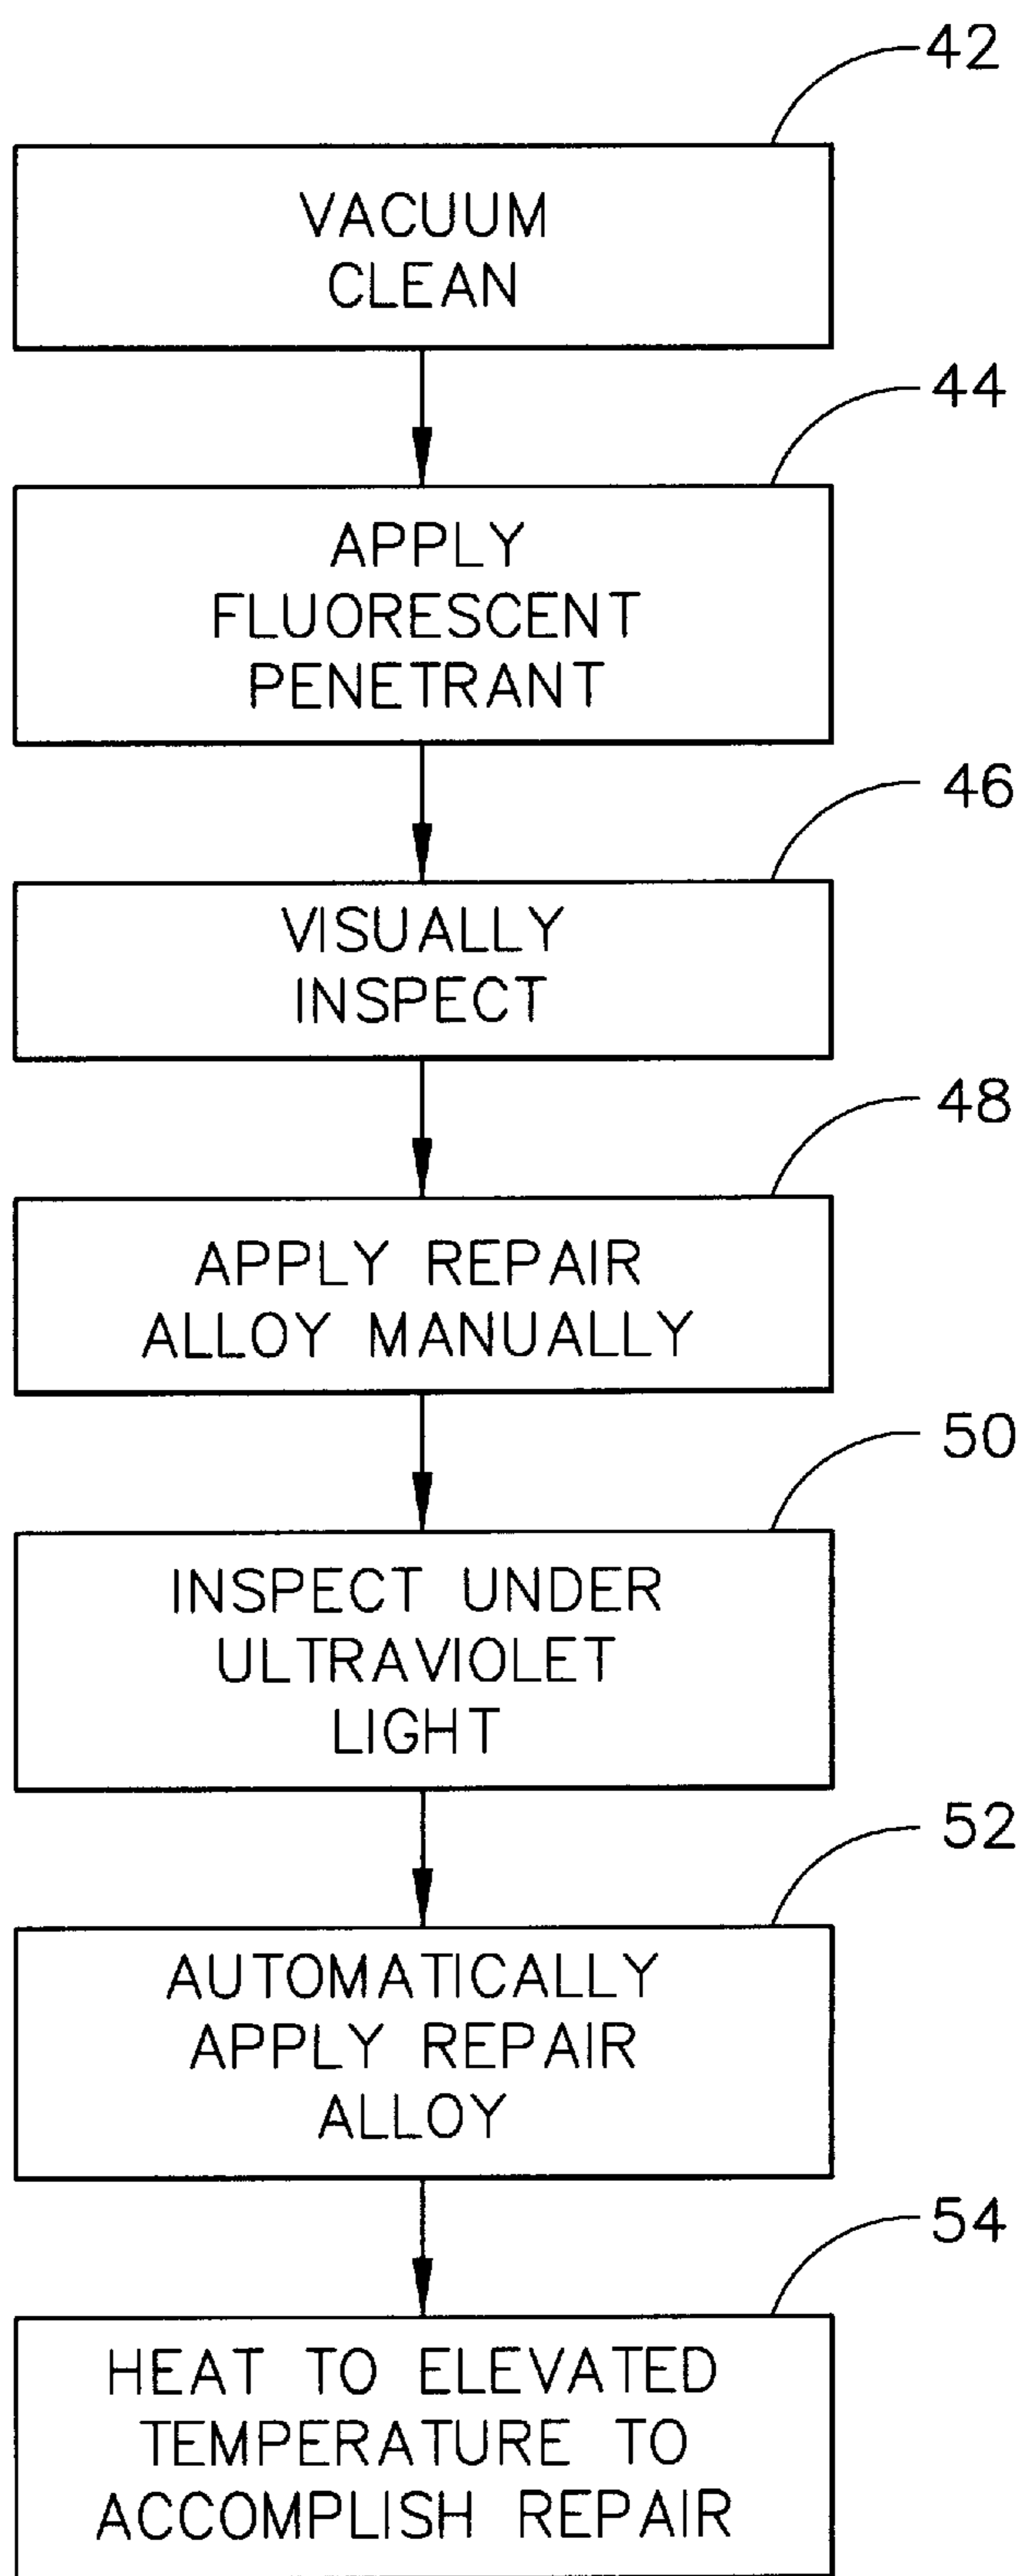 42
VACUUM
CLEAN
44
APPLY
FLUORESCENT
PENETRANT
46
VISUALLY
INSPECT
48
APPLY REPAIR
ALLOY MANUALLY
50
INSPECT UNDER
ULTRAVIOLET
LIGHT
52
AUTOMATICALLY
APPLY REPAIR
ALLOY
54
HEAT TO ELEVATED
TEMPERATURE TO
ACCOMPLISH REPAIR